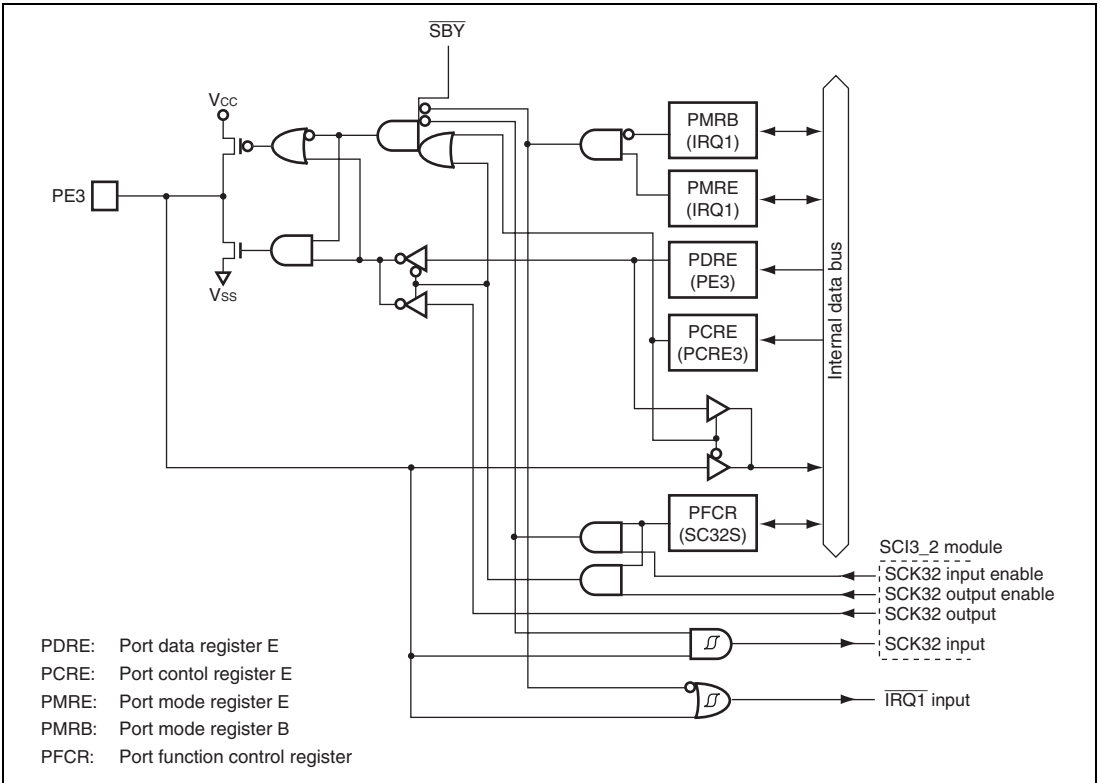 SBY
VCC
PE3
VSS
PMRB
(IRQ1)
PMRE
(IRQ1)
PDRE
(PE3)
PCRE
(PCRE3)
PFCR
(SC32S)
Internal data bus
SCI3_2 module
SCK32 input enable
SCK32 output enable
SCK32 output
SCK32 input
IRQ1 input
PDRE: Port data register E
PCRE: Port contol register E
PMRE: Port mode register E
PMRB: Port mode register B
PFCR: Port function control register